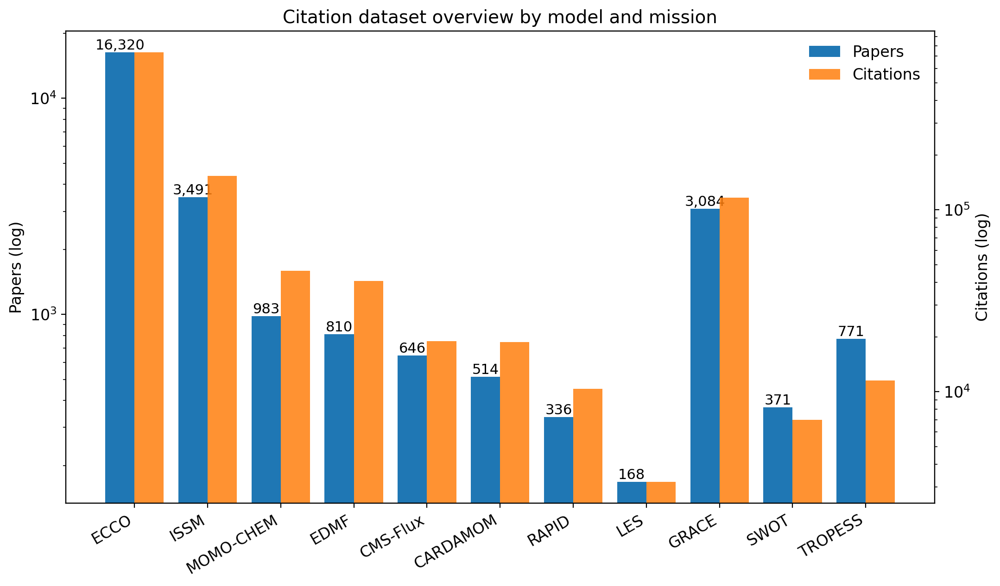 Citation dataset overview by model and mission
Papers
Citations
Papers (log)
10⁴
10³
16,320
3,491
983
810
646
514
336
168
3,084
371
771
10⁵
10⁴
Citations (log)
ECCO
ISSM
MOMO-CHEM
EDMF
CMS-Flux
CARDAMOM
RAPID
LES
GRACE
SWOT
TROPESS